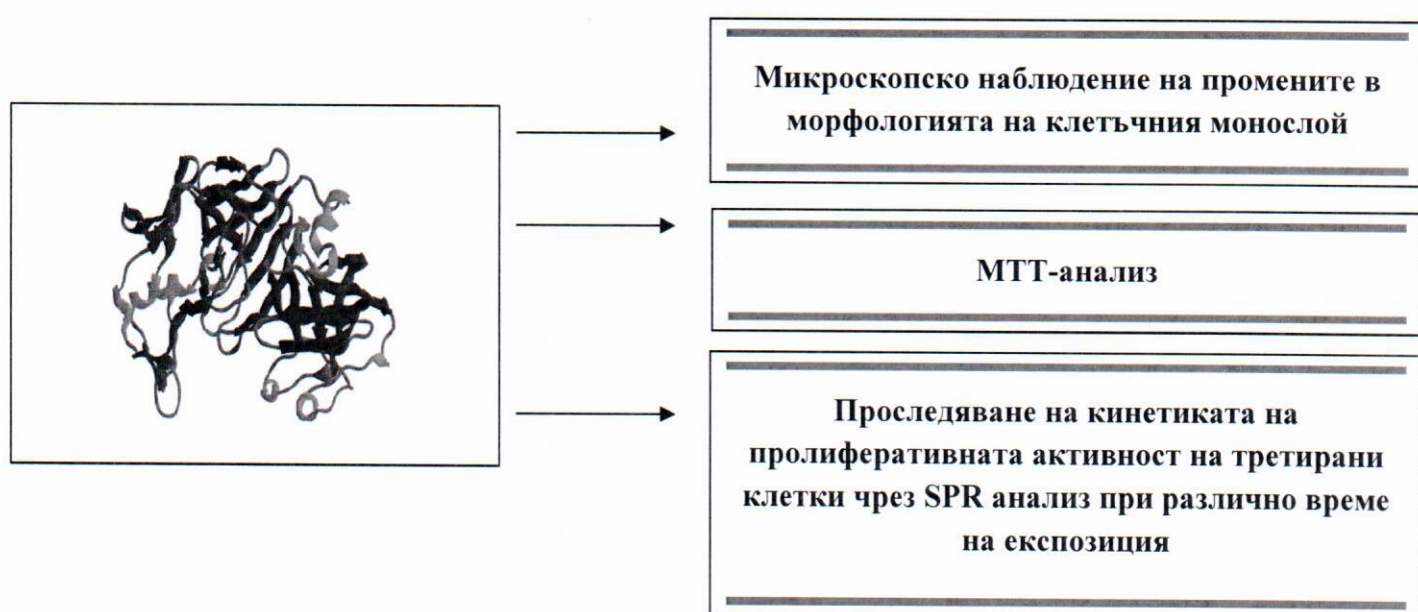 Микроскопско наблюдение на промените в
морфологията на клетъчния монослой
МТТ-анализ
Проследяване на кинетиката на
пролиферативната активност на третирани
клетки чрез SPR анализ при различно време
на експозиция